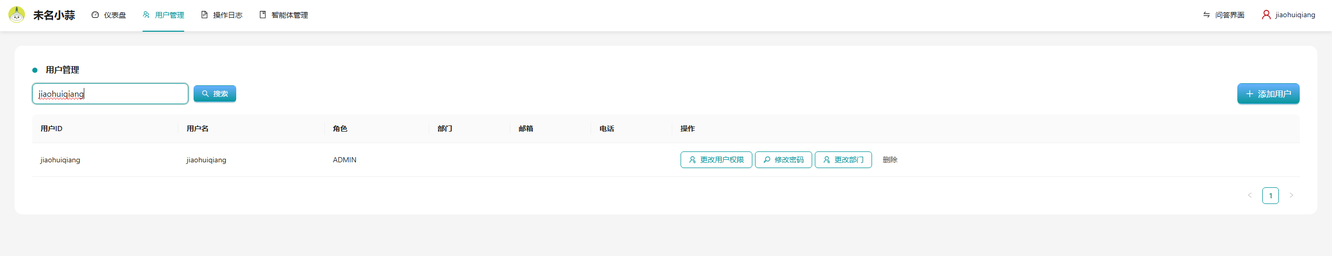 未名小蒜 仪表盘 用户管理 操作日志 智能体管理 问答界面 jiaohuiqiang
用户管理
jiaohuiqiang 搜索 添加用户
用户ID 用户名 角色 部门 邮箱 电话 操作
jiaohuiqiang jiaohuiqiang ADMIN 更改用户权限 修改密码 更改部门 删除
1